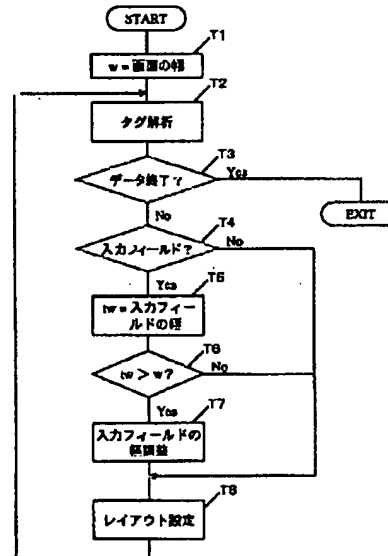 START
T1
w=画面の幅
T2
タグ解析
T3
データ終了?
Yes
No
EXIT
T4
入力フィールド?
No
Yes
T5
tw=入力フィー
ルドの幅
T6
tw>w?
No
Yes
T7
入力フィールドの
幅調整
T8
レイアウト設定